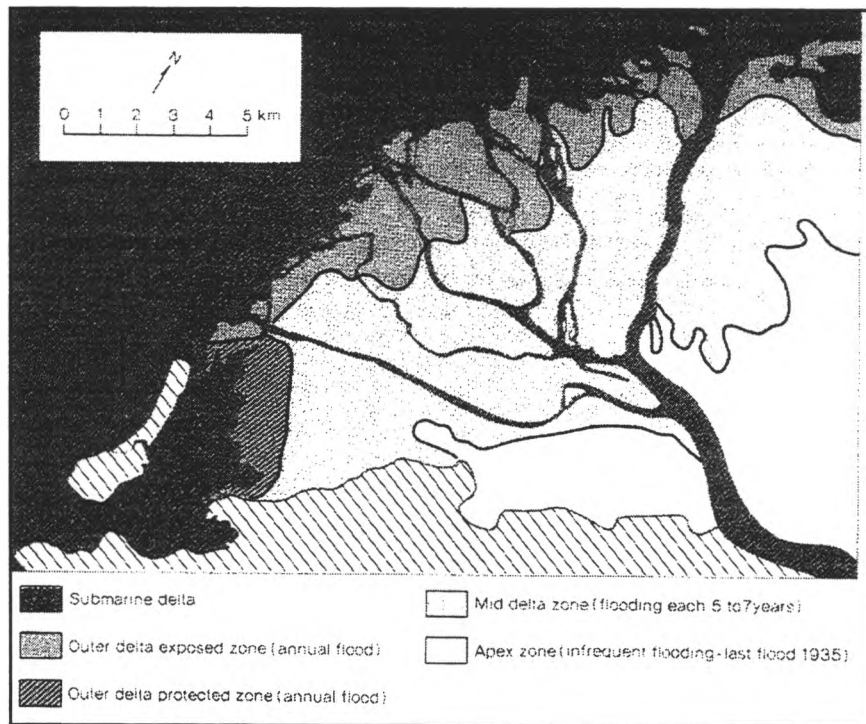 N
0 1 2 3 4 5 km
Submarine delta
Outer delta exposed zone (annual flood)
Outer delta protected zone (annual flood)
Mid delta zone (flooding each 5 to 7 years)
Apex zone (infrequent flooding - last flood 1935)